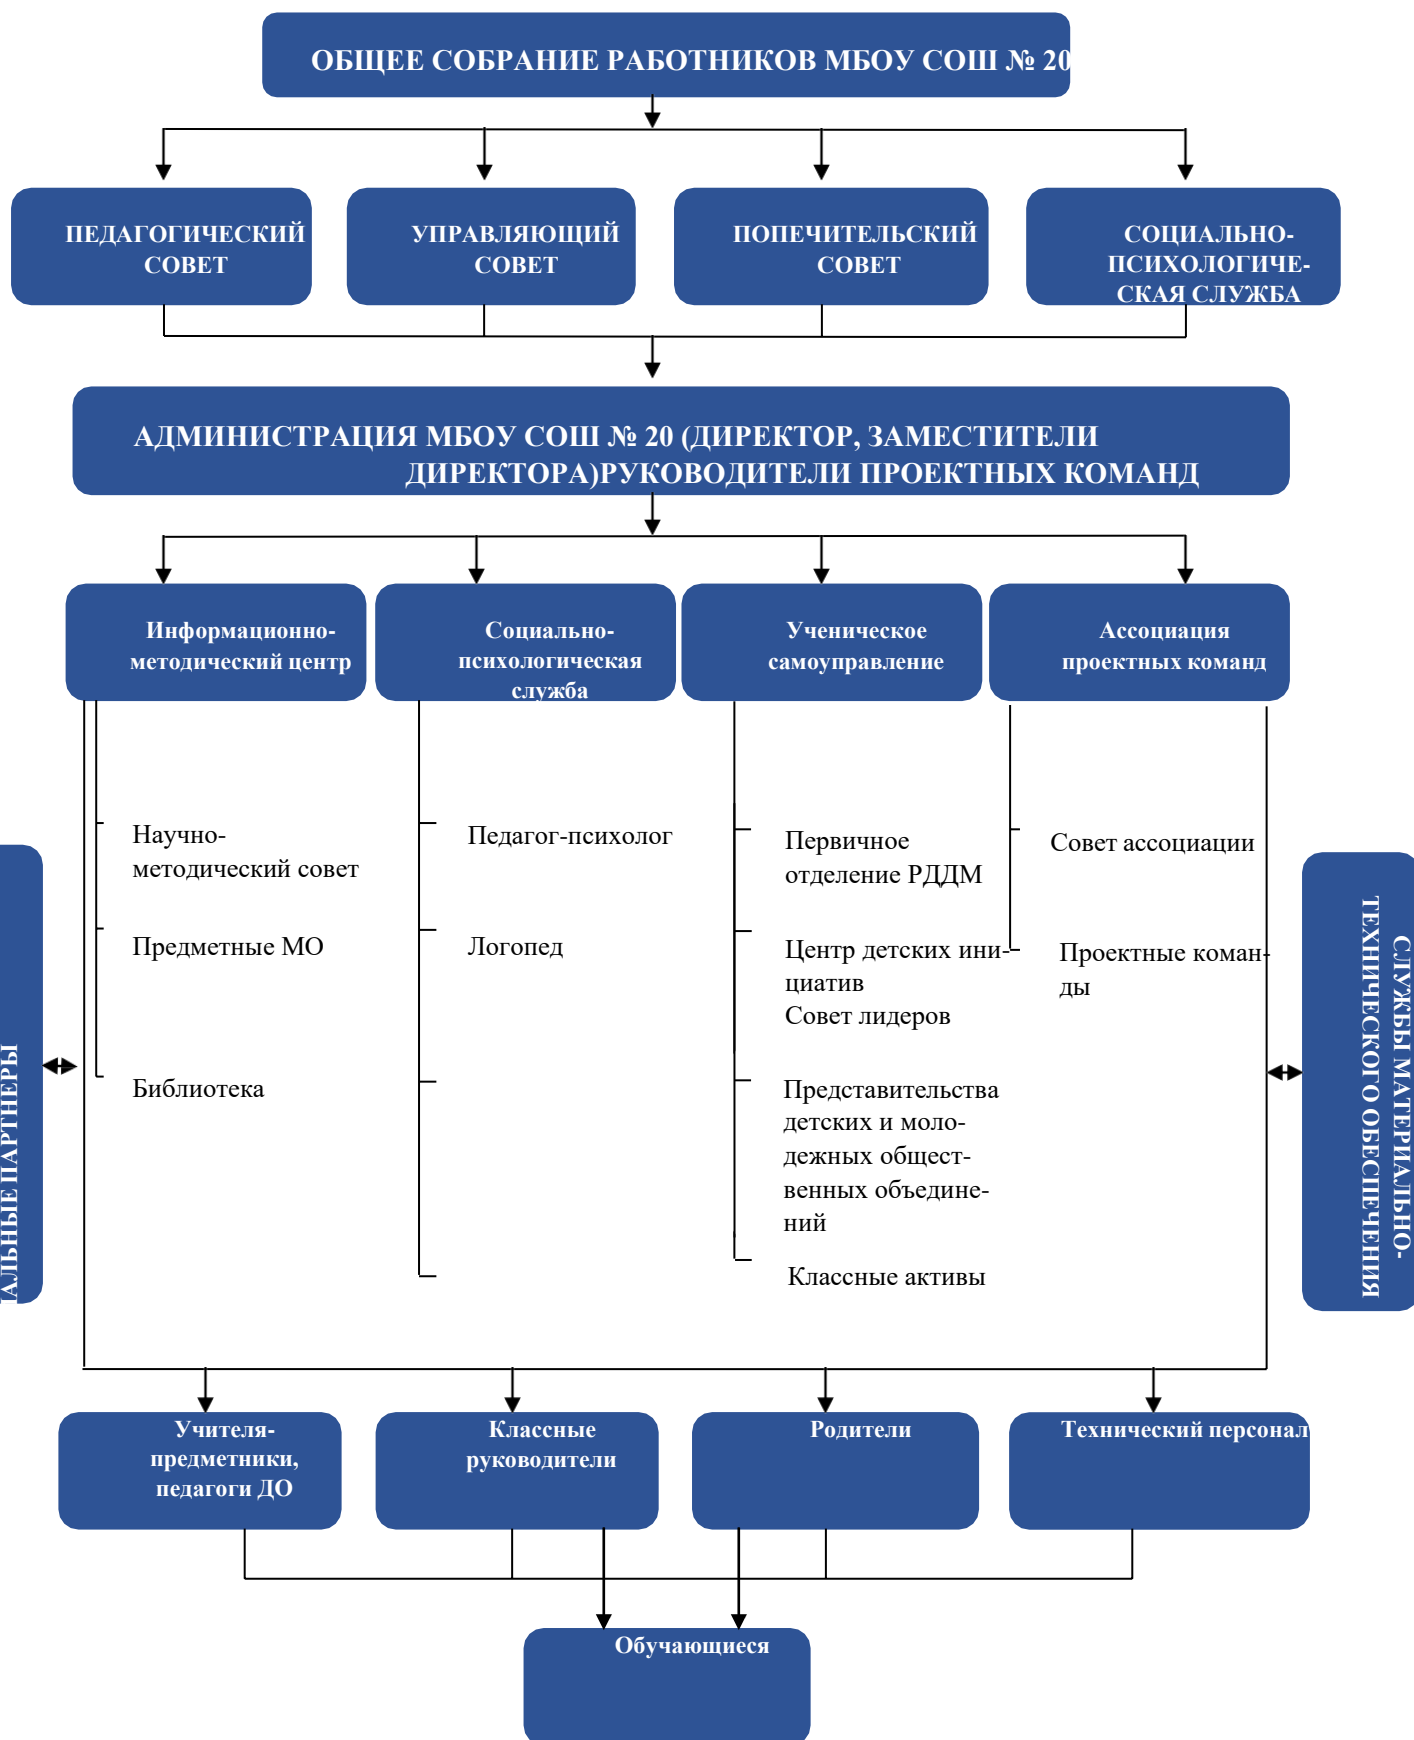 ОБЩЕЕ СОБРАНИЕ РАБОТНИКОВ МБОУ СОШ № 20
ПЕДАГОГИЧЕСКИЙ
СОВЕТ
УПРАВЛЯЮЩИЙ
СОВЕТ
ПОПЕЧИТЕЛЬСКИЙ
СОВЕТ
СОЦИАЛЬНО-
ПСИХОЛОГИЧЕ-
СКАЯ СЛУЖБА
АДМИНИСТРАЦИЯ МБОУ СОШ № 20 (ДИРЕКТОР, ЗАМЕСТИТЕЛИ
ДИРЕКТОРА)РУКОВОДИТЕЛИ ПРОЕКТНЫХ КОМАНД
Информационно-
методический центр
Социально-
психологическая
служба
Ученическое
самоуправление
Ассоциация
проектных команд
Научно-
методический совет
Предметные МО
Библиотека
Педагог-психолог
Логопед
Первичное
отделение РДДМ
Центр детских ини-
циатив
Совет лидеров
Представительства
детских и моло-
дежных общест-
венных объедине-
ний
Классные активы
Совет ассоциации
Проектные коман-
ды
ПАРТНЕРЫ
СЛУЖБЫ МАТЕРИАЛЬНО-
ТЕХНИЧЕСКОГО ОБЕСПЕЧЕНИЯ
Учителя-
предметники,
педагоги ДО
Классные
руководители
Родители
Технический персонал
Обучающиеся